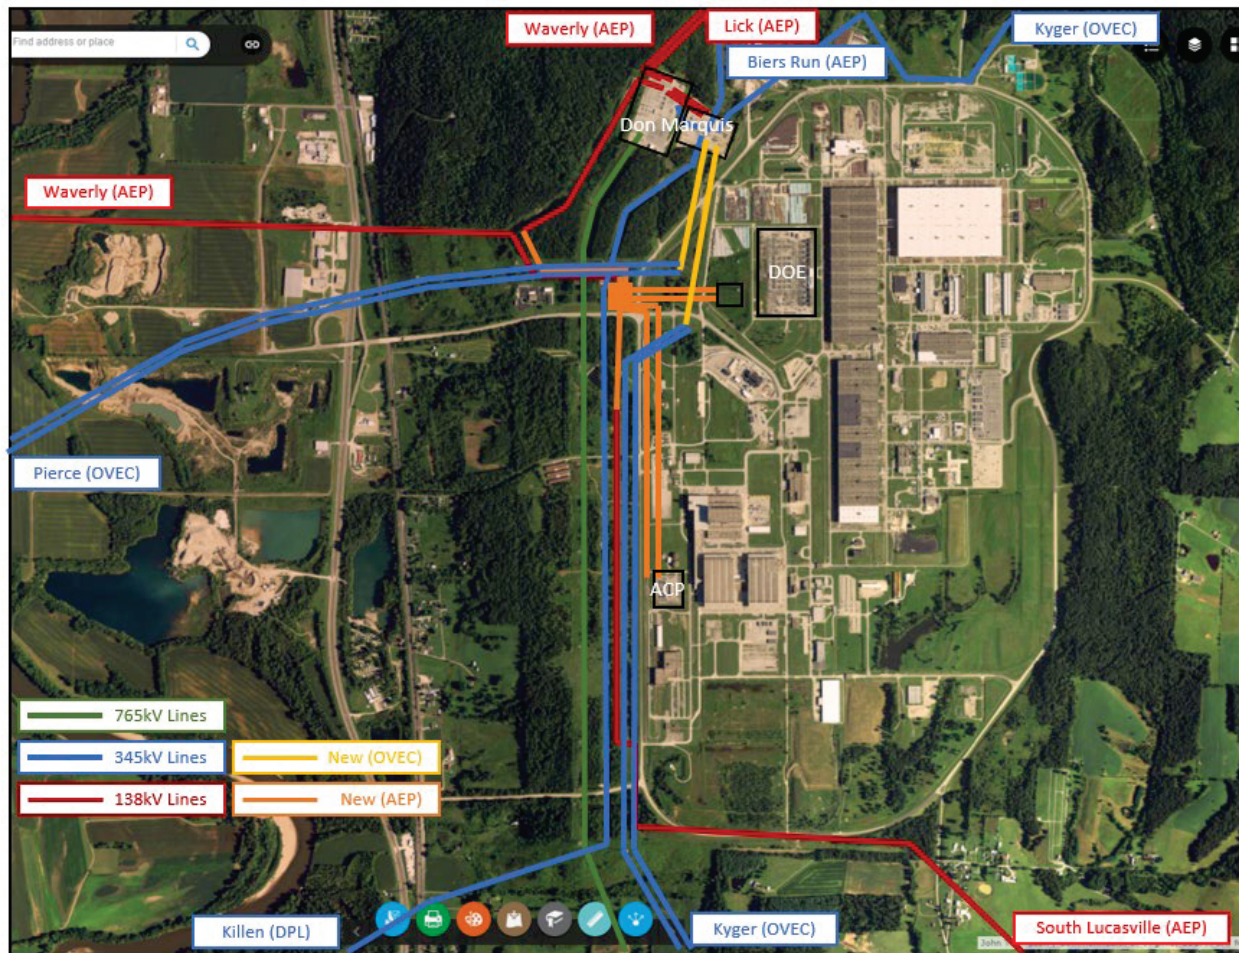 Find address or place
Waverly (AEP)
Lick (AEP)
Kyger (OVEC)
Biers Run (AEP)
Don Marquis
Waverly (AEP)
DOE
Pierce (OVEC)
ACP
765kV Lines
345kV Lines
New (OVEC)
138kV Lines
New (AEP)
Killen (DPL)
Kyger (OVEC)
South Lucasville (AEP)
John